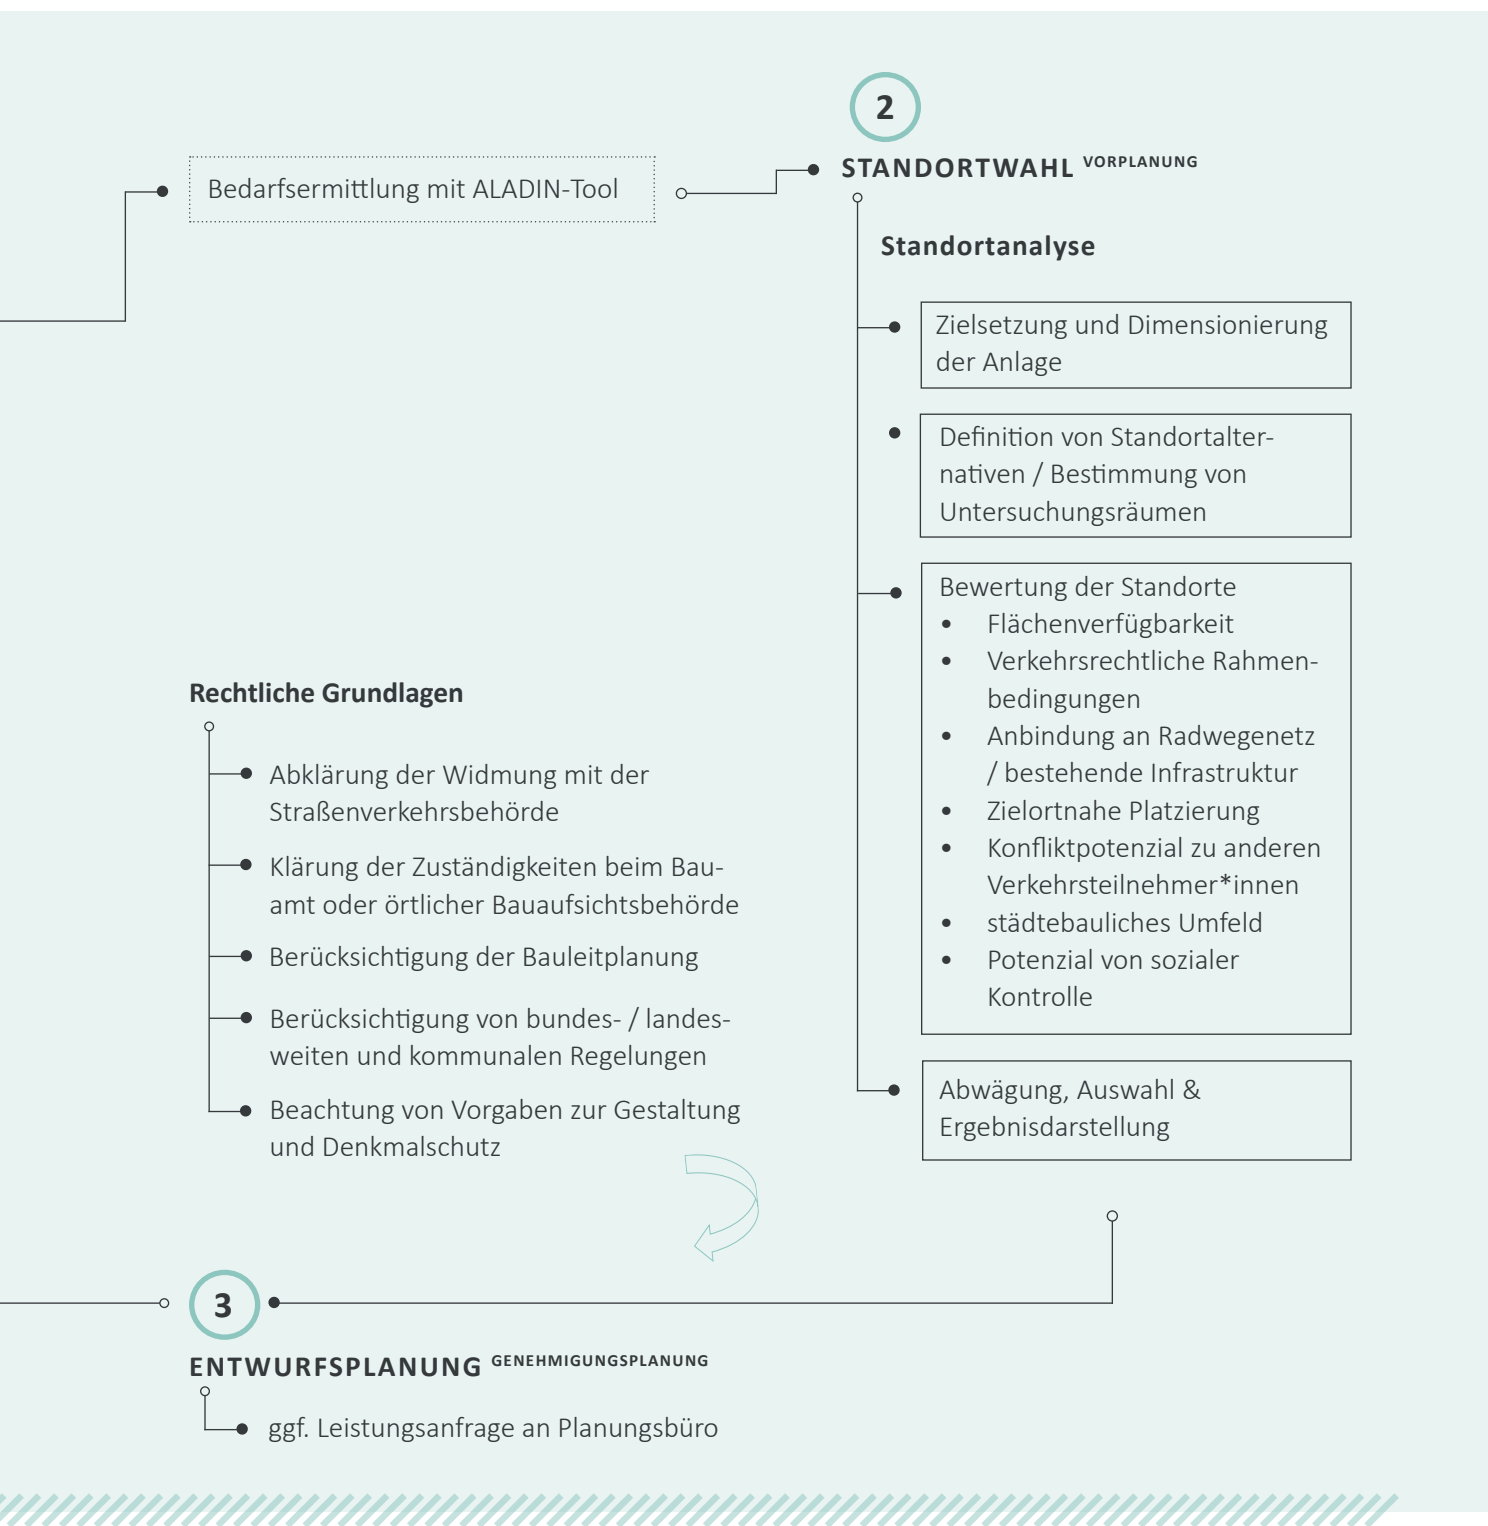 Bedarfsermittlung mit ALADIN-Tool
2
STANDORTWAHL VORPLANUNG
Standortanalyse
Zielsetzung und Dimensionierung
der Anlage
Definition von Standortalter-
nativen / Bestimmung von
Untersuchungsräumen
Bewertung der Standorte
• Flächenverfügbarkeit
• Verkehrsrechtliche Rahmen-
bedingungen
• Anbindung an Radwegenetz
/ bestehende Infrastruktur
• Zielortnahe Platzierung
• Konfliktpotenzial zu anderen
Verkehrsteilnehmer*innen
• städtebauliches Umfeld
• Potenzial von sozialer
Kontrolle
Abwägung, Auswahl &
Ergebnisdarstellung
Rechtliche Grundlagen
Abklärung der Widmung mit der
Straßenverkehrsbehörde
Klärung der Zuständigkeiten beim Bau-
amt oder örtlicher Bauaufsichtsbehörde
Berücksichtigung der Bauleitplanung
Berücksichtigung von bundes- / landes-
weiten und kommunalen Regelungen
Beachtung von Vorgaben zur Gestaltung
und Denkmalschutz
3
ENTWURFSPLANUNG GENEHMIGUNGSPLANUNG
ggf. Leistungsanfrage an Planungsbüro